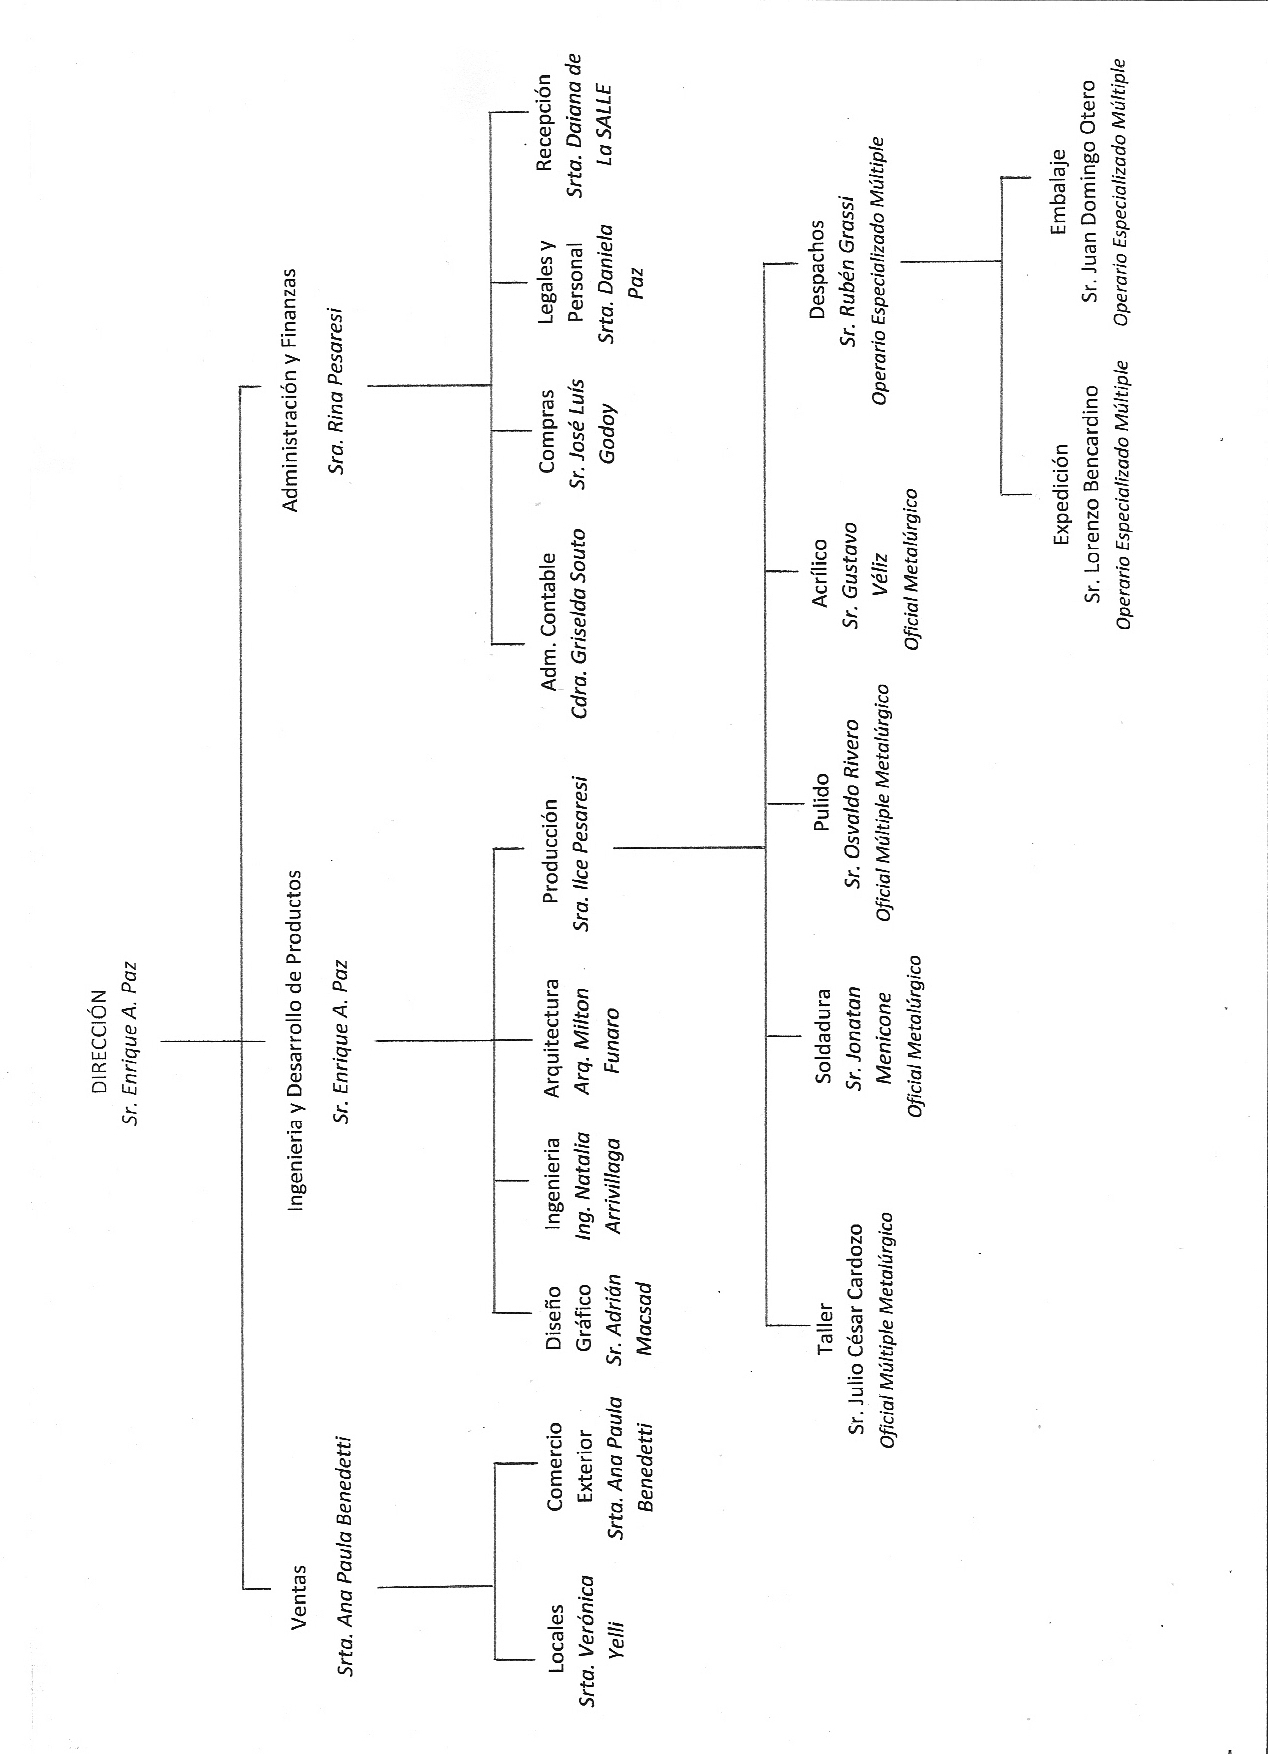 DIRECCIÓN
Sr. Enrique A. Paz
Ventas
Srta. Ana Paula Benedetti
Ingenieria y Desarrollo de Productos
Sr. Enrique A. Paz
Administración y Finanzas
Sra. Rina Pesaresi
Locales
Srta. Verónica
Yelli
Comercio
Exterior
Srta. Ana Paula
Benedetti
Diseño
Gráfico
Sr. Adrián
Macsad
Ingenieria
Ing. Natalia
Arrivillaga
Arquitectura
Arq. Milton
Funaro
Producción
Sra. Ilce Pesaresi
Adm. Contable
Cdra. Griselda Souto
Compras
Sr. José Luís
Godoy
Legales y
Personal
Srta. Daniela
Paz
Recepción
Srta. Daiana de
La SALLE
Taller
Sr. Julio César Cardozo
Oficial Múltiple Metalúrgico
Soldadura
Sr. Jonatan
Menicone
Oficial Metalúrgico
Pulido
Sr. Osvaldo Rivero
Oficial Múltiple Metalúrgico
Acrílico
Sr. Gustavo
Véliz
Oficial Metalúrgico
Despachos
Sr. Rubén Grassi
Operario Especializado Múltiple
Expedición
Sr. Lorenzo Bencardino
Operario Especializado Múltiple
Embalaje
Sr. Juan Domingo Otero
Operario Especializado Múltiple